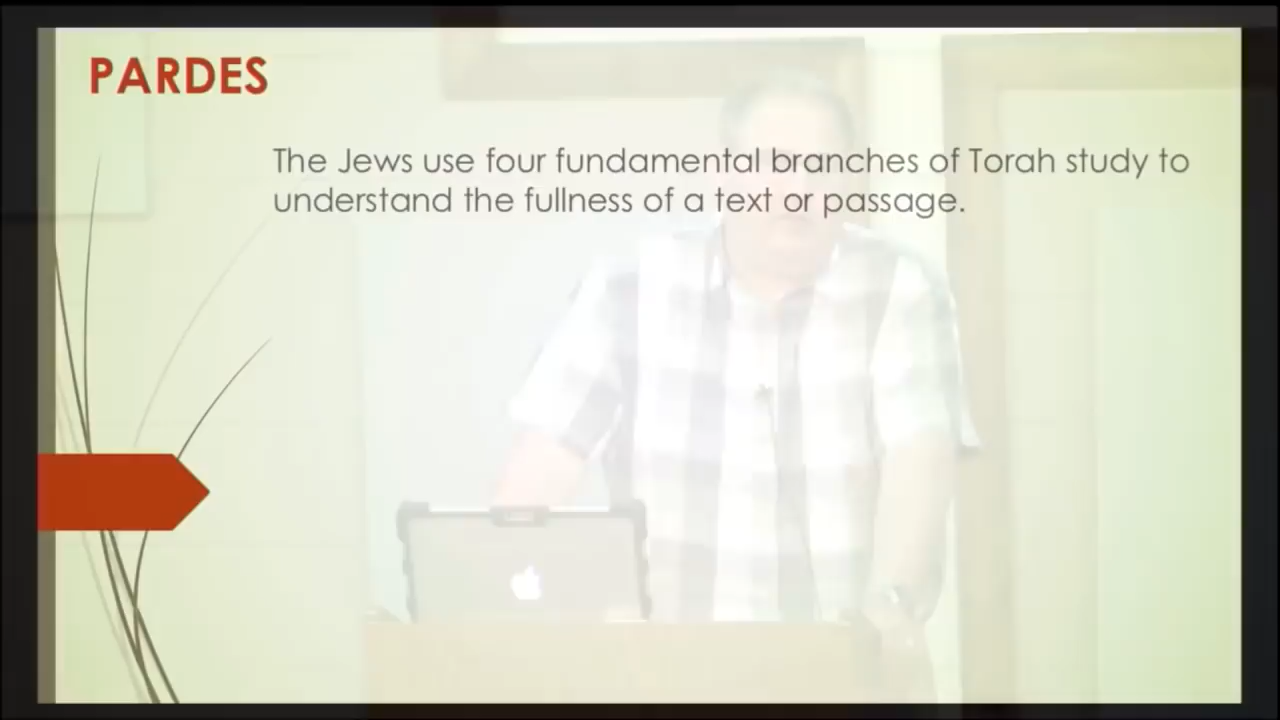 PARDES
The Jews use four fundamental branches of Torah study to
understand the fullness of a text or passage.